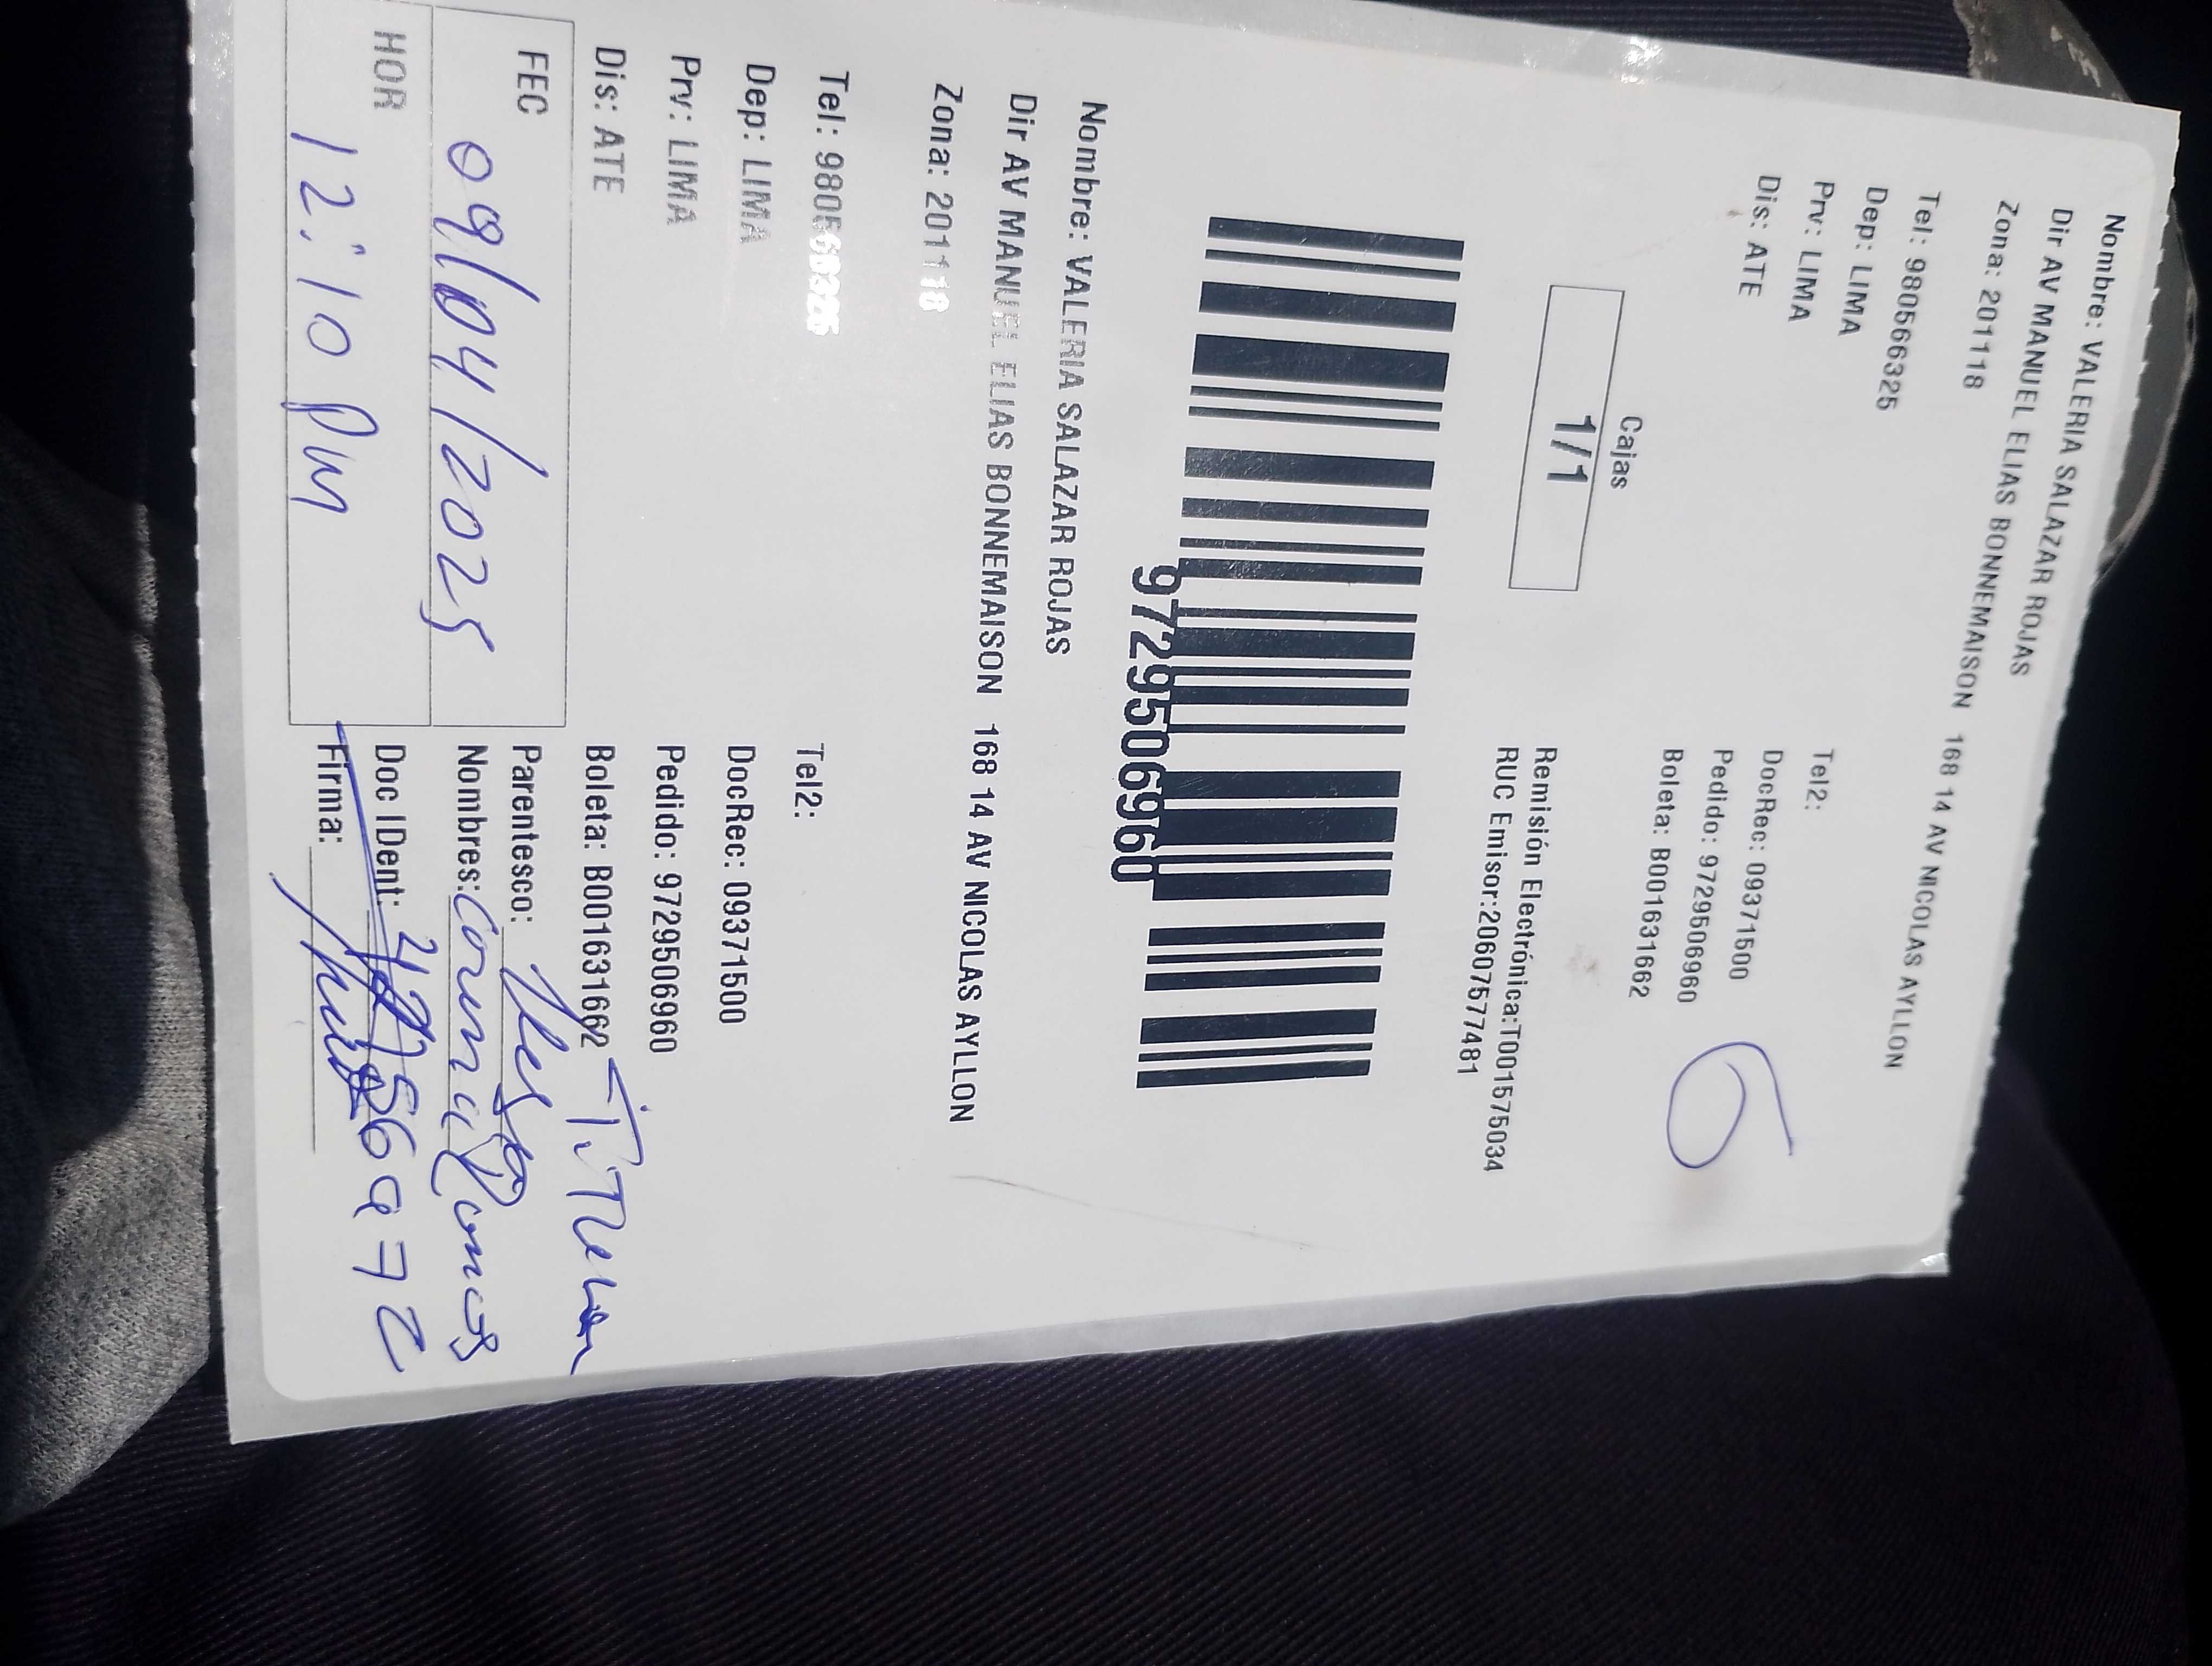 Nombre: VALERIA SALAZAR ROJAS
Dir AV MANUEL ELIAS BONNEMAISON 168 14 AV NICOLAS AYLLON
Zona: 201118
Tel: 980566325
Tel2:
Dep: LIMA
DocRec: 09371500
Prv: LIMA
Pedido: 97295069​60
Dis: ATE
Boleta: B001631662
6
Cajas
1/1
Remisión Electrónica:T001575034
RUC Emisor:20607577481
9729506960
Nombre: VALERIA SALAZAR ROJAS
Dir AV MANUEL ELIAS BONNEMAISON 168 14 AV NICOLAS AYLLON
Zona: 201118
Tel: 980566325
Tel2:
Dep: LIMA
DocRec: 09371500
Prv: LIMA
Pedido: 9729506960
Dis: ATE
Boleta: B001631662
FEC 09/04/2025
Parentesco:
HOR 12:10 PM
Nombres:
Doc IDent:
Firma: